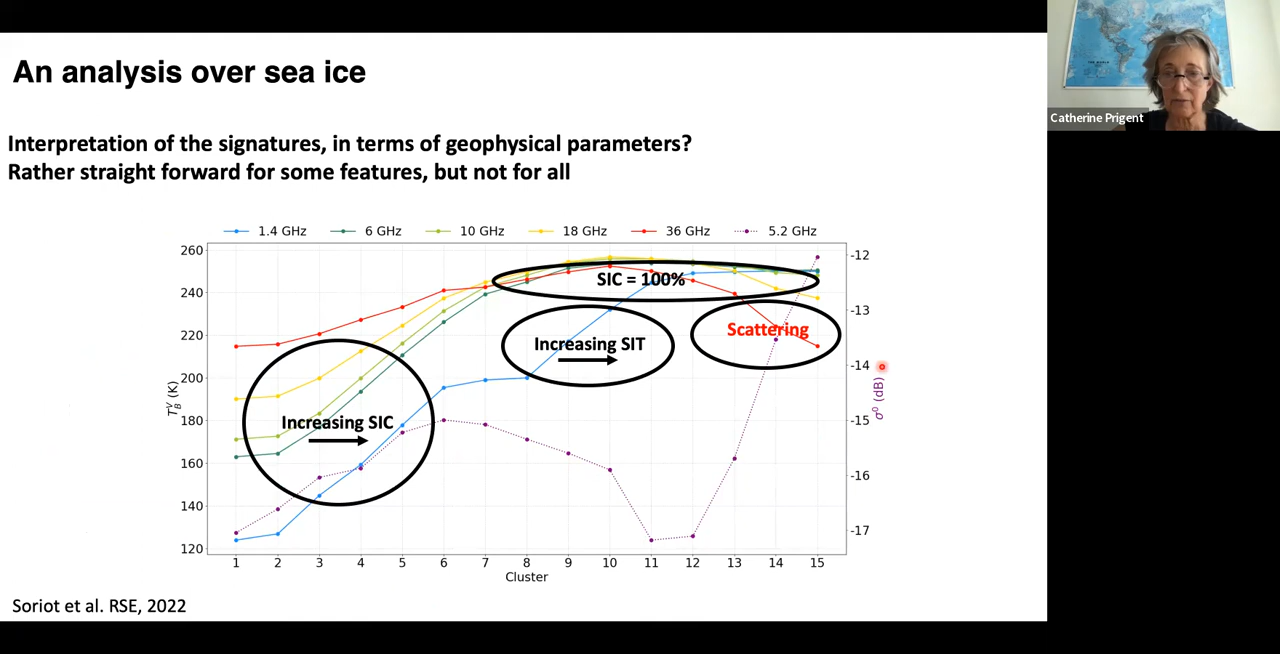 An analysis over sea ice
Catherine Prigent
Interpretation of the signatures, in terms of geophysical parameters?
Rather straight forward for some features, but not for all
1.4 GHz 6 GHz 10 GHz 18 GHz 36 GHz 5.2 GHz
260
240
220
200
180
160
140
120
T_B^V (K)
SIC = 100%
Increasing SIT
Scattering
Increasing SIC
-12
-13
-14
-15
-16
-17
σ⁰ (dB)
1 2 3 4 5 6 7 8 9 10 11 12 13 14 15
Cluster
Soriot et al. RSE, 2022